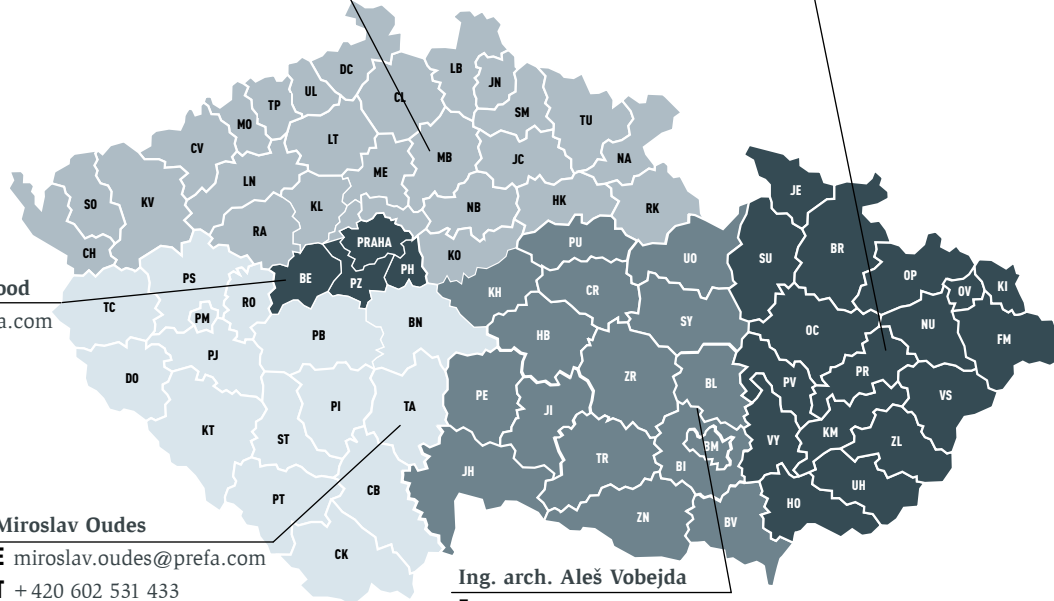 DC
UL
TP
MO
CV
LT
CL
LB
JN
SM
TU
MB
ME
JC
NA
LN
KL
NB
HK
RK
SO
KV
RA
CH
PRAHA
KO
PU
UO
JE
SU
BR
OP
OV
KI
PS
BE
PZ
PH
KH
CR
ood
TC
RO
PM
a.com
PB
BN
HB
SY
OC
NU
FM
PJ
DO
ZR
BL
PV
PR
VS
PE
JI
PI
TA
KT
ST
TR
BI
BM
VY
KM
ZL
JH
PT
CB
ZN
BV
HO
UH
CK
Miroslav Oudes
E miroslav.oudes@prefa.com
T +420 602 531 433
Ing. arch. Aleš Vobejda